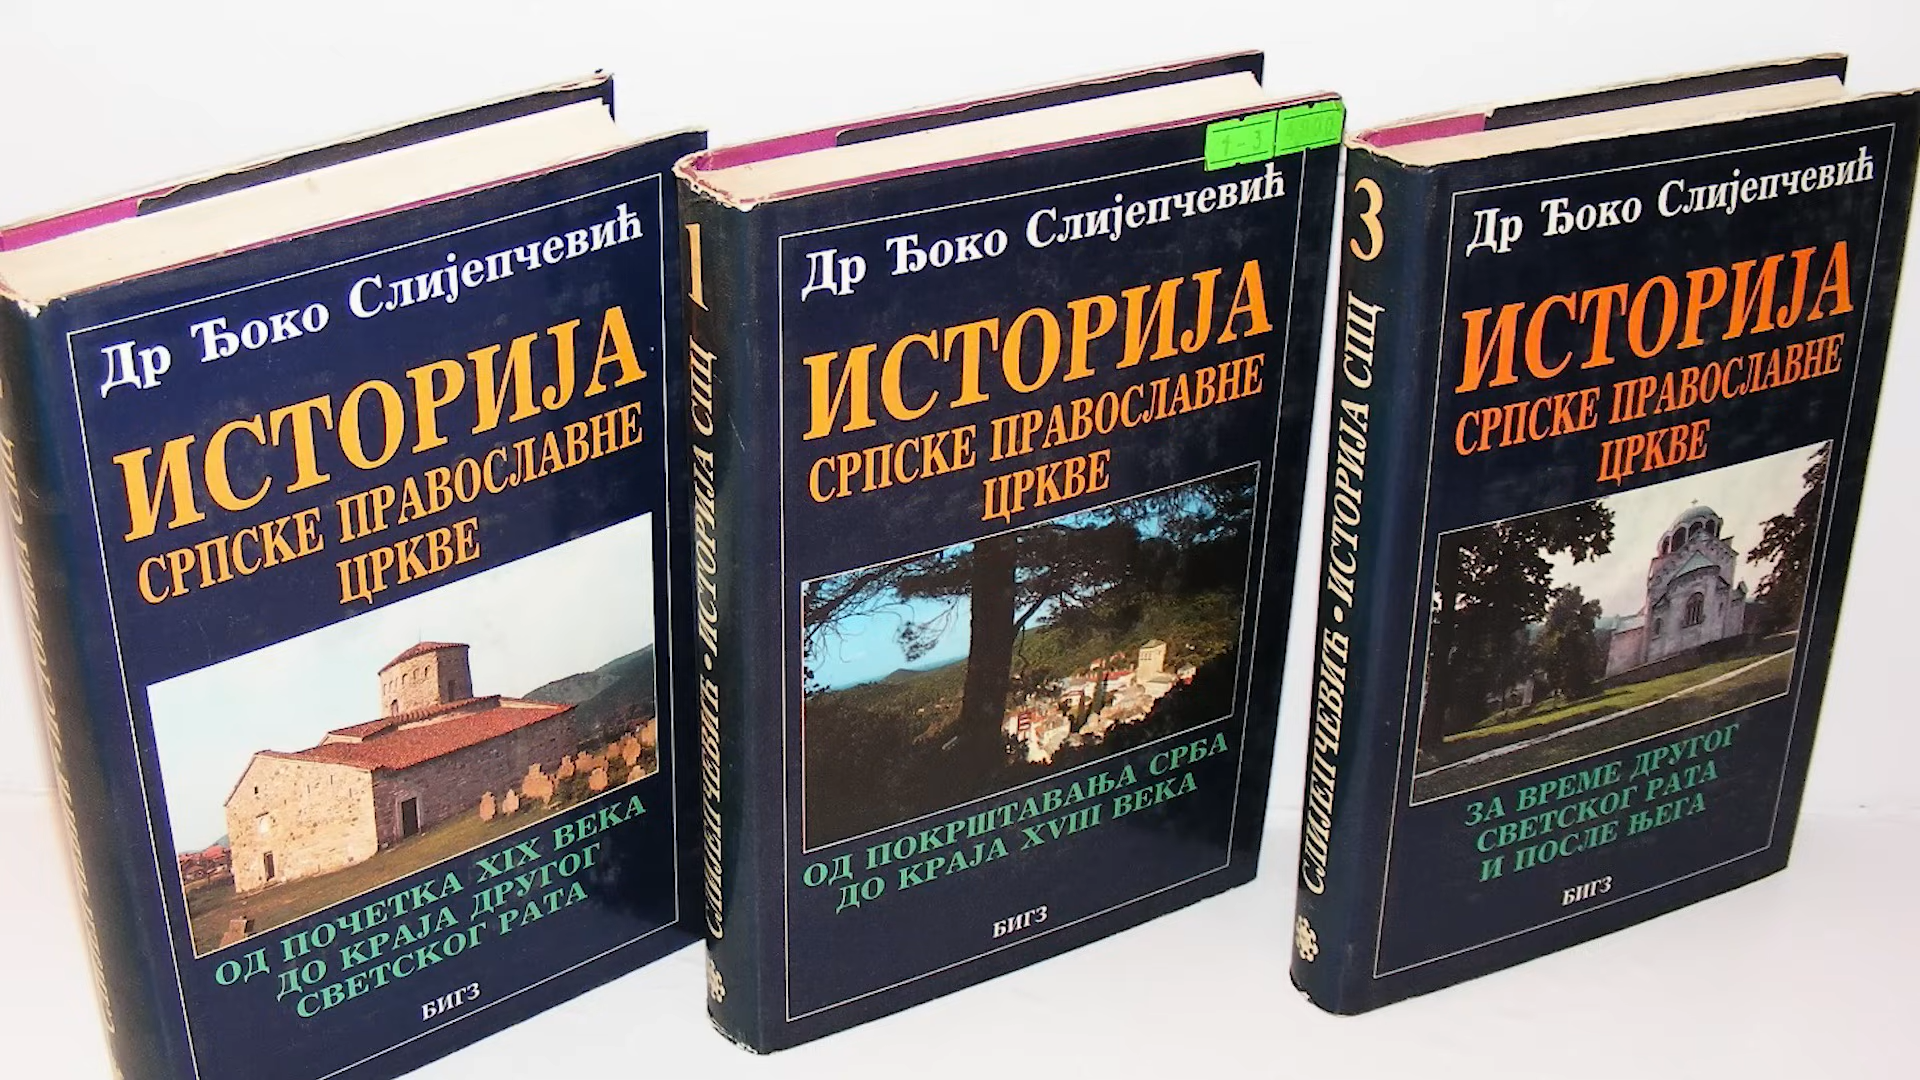 Др Ђоко Слијепчевић
ИСТОРИЈА
СРПСКЕ ПРАВОСЛАВНЕ
ЦРКВЕ
ОД ПОЧЕТКА XIX ВЕКА
ДО КРАЈА ДРУГОГ
СВЕТСКОГ РАТА
БИГЗ
1
СЛИЈЕПЧЕВИЋ • ИСТОРИЈА СПЦ
1-3
Др Ђоко Слијепчевић
ИСТОРИЈА
СРПСКЕ ПРАВОСЛАВНЕ
ЦРКВЕ
ОД ПОКРШТАВАЊА СРБА
ДО КРАЈА XVIII ВЕКА
БИГЗ
3
СЛИЈЕПЧЕВИЋ • ИСТОРИЈА СПЦ
Др Ђоко Слијепчевић
ИСТОРИЈА
СРПСКЕ ПРАВОСЛАВНЕ
ЦРКВЕ
ЗА ВРЕМЕ ДРУГОГ
СВЕТСКОГ РАТА
И ПОСЛЕ ЊЕГА
БИГЗ